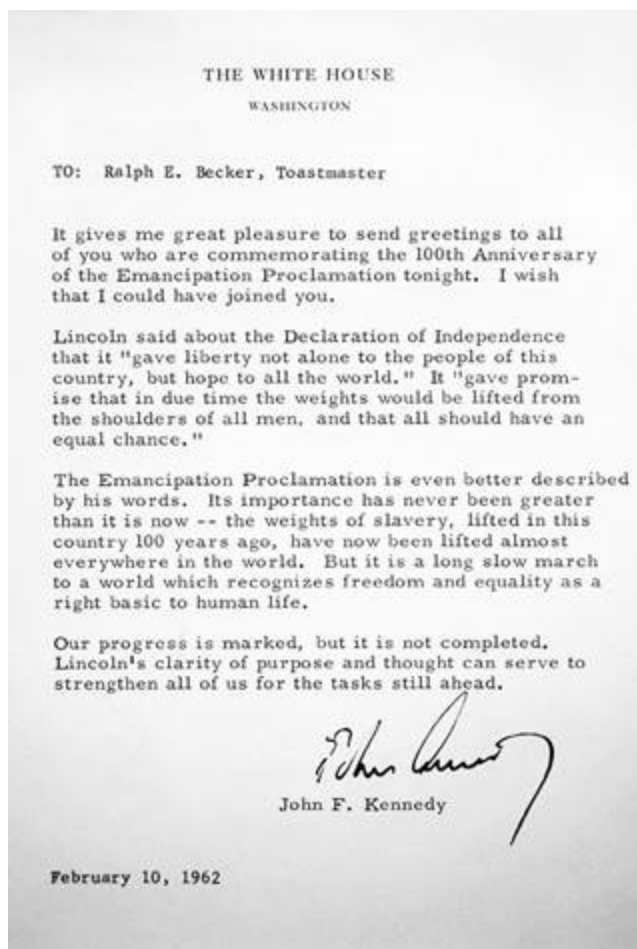 THE WHITE HOUSE
WASHINGTON
TO: Ralph E. Becker, Toastmaster
It gives me great pleasure to send greetings to all
of you who are commemorating the 100th Anniversary
of the Emancipation Proclamation tonight. I wish
that I could have joined you.
Lincoln said about the Declaration of Independence
that it "gave liberty not alone to the people of this
country, but hope to all the world." It "gave prom-
ise that in due time the weights would be lifted from
the shoulders of all men, and that all should have an
equal chance."
The Emancipation Proclamation is even better described
by his words. Its importance has never been greater
than it is now -- the weights of slavery, lifted in this
country 100 years ago, have now been lifted almost
everywhere in the world. But it is a long slow march
to a world which recognizes freedom and equality as a
right basic to human life.
Our progress is marked, but it is not completed.
Lincoln's clarity of purpose and thought can serve to
strengthen all of us for the tasks still ahead.
John F. Kennedy
February 10, 1962